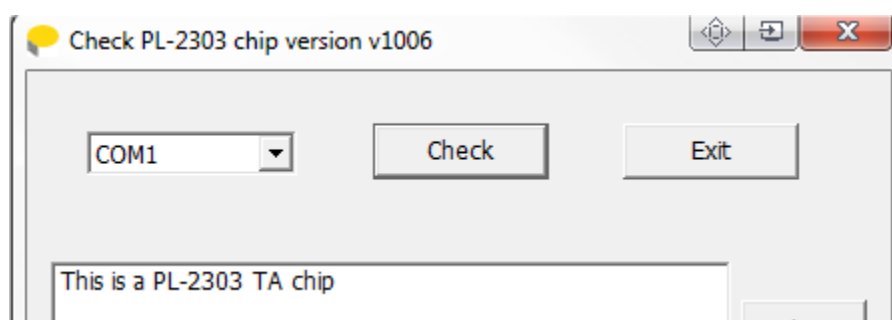 Check PL-2303 chip version v1006
COM1
Check
Exit
This is a PL-2303 TA chip